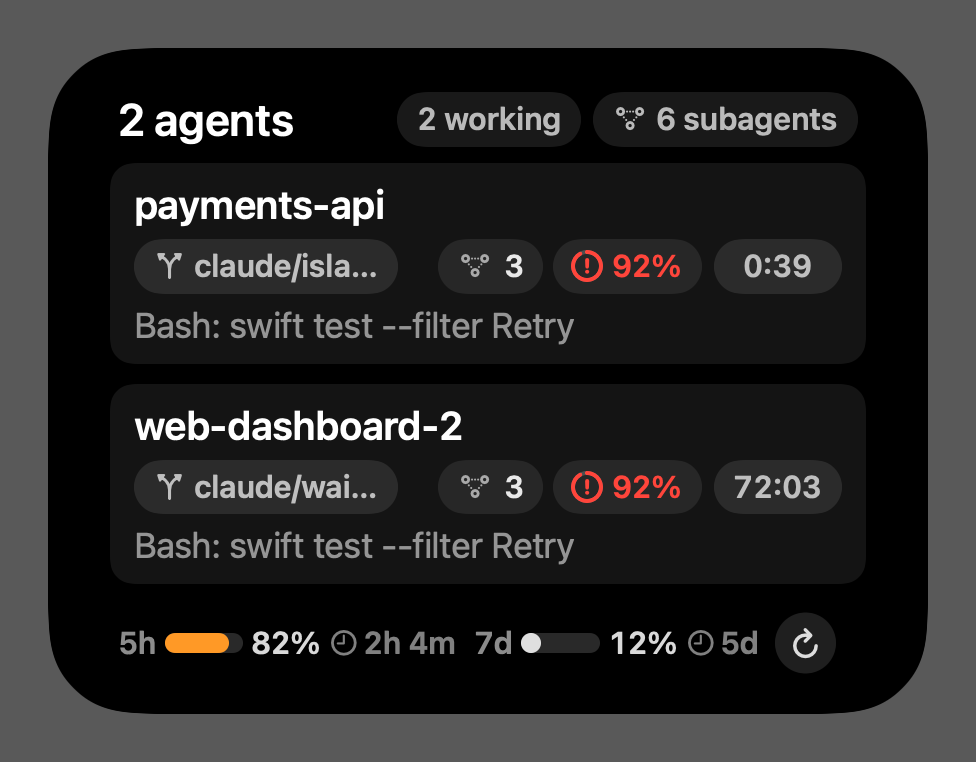 2 agents 2 working 6 subagents
payments-api
claude/isla... 3 92% 0:39
Bash: swift test --filter Retry
web-dashboard-2
claude/wai... 3 92% 72:03
Bash: swift test --filter Retry
5h 82% 2h 4m 7d 12% 5d